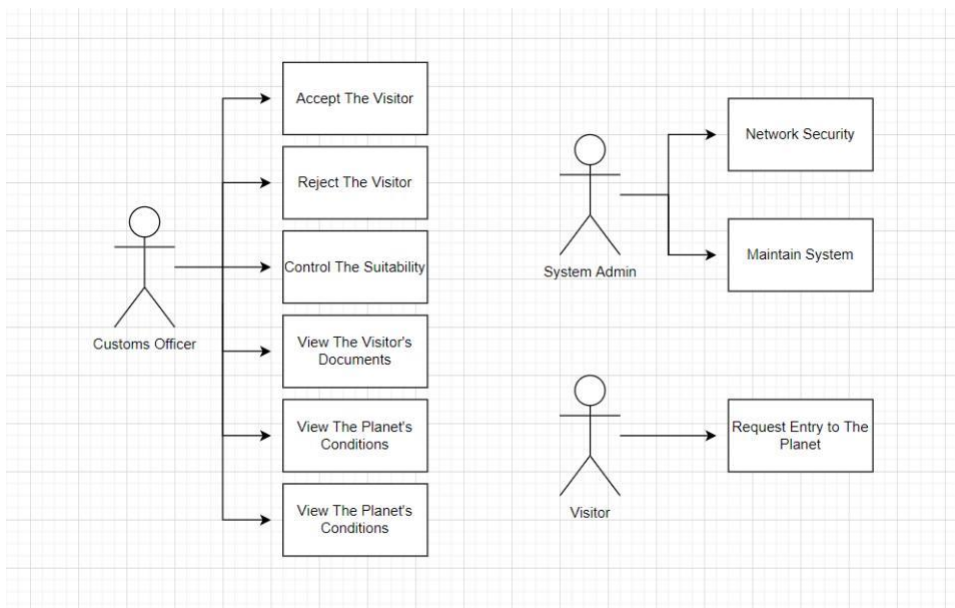 Accept The Visitor
Reject The Visitor
Control The Suitability
View The Visitor's
Documents
View The Planet's
Conditions
View The Planet's
Conditions
Customs Officer
Network Security
Maintain System
System Admin
Request Entry to The
Planet
Visitor